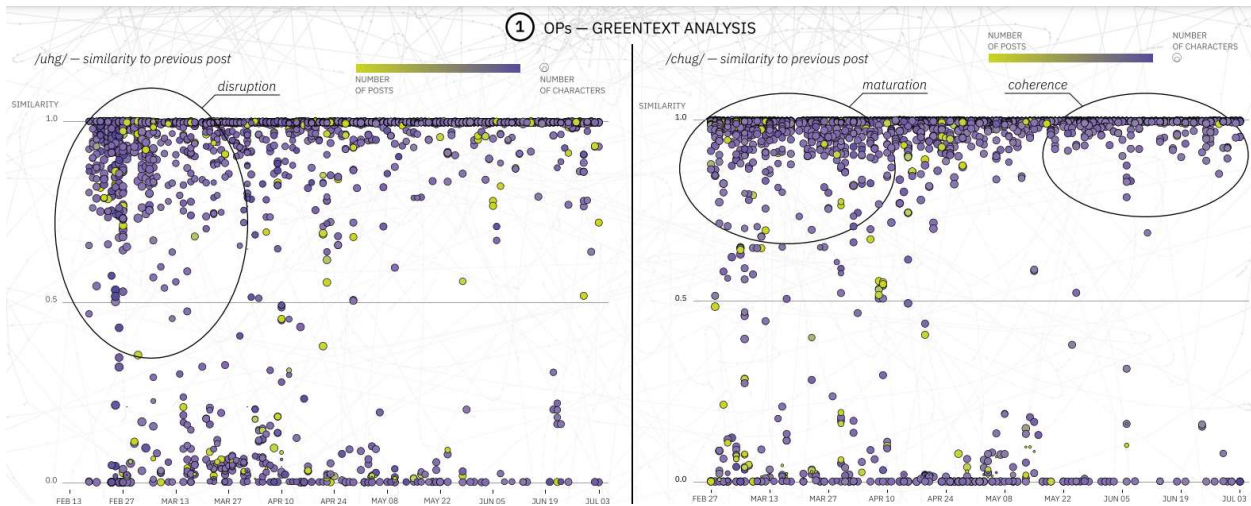 1 OPs — GREENTEXT ANALYSIS
/uhg/ — similarity to previous post
NUMBER
OF POSTS
NUMBER
OF CHARACTERS
disruption
SIMILARITY
1.0
0.5
0.0
FEB 13 FEB 27 MAR 13 MAR 27 APR 10 APR 24 MAY 08 MAY 22 JUN 05 JUN 19 JUL 03
/chug/ — similarity to previous post
NUMBER
OF POSTS
NUMBER
OF CHARACTERS
maturation
coherence
SIMILARITY
1.0
0.5
0.0
FEB 27 MAR 13 MAR 27 APR 10 APR 24 MAY 08 MAY 22 JUN 05 JUN 19 JUL 03